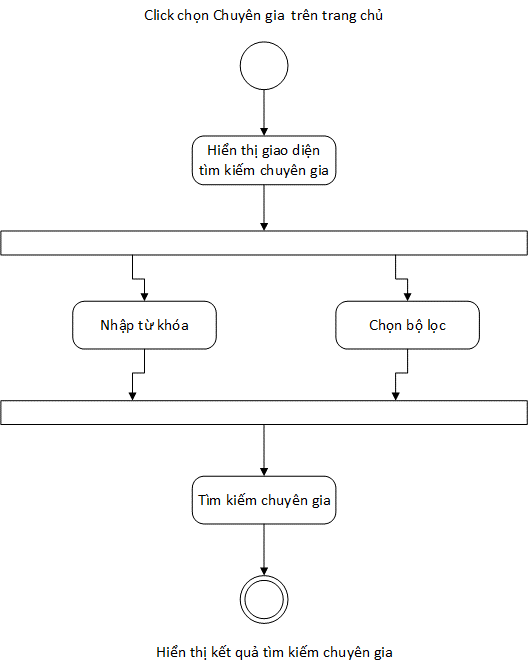 Click chọn Chuyên gia trên trang chủ
Hiển thị giao diện
tìm kiếm chuyên gia
Nhập từ khóa
Chọn bộ lọc
Tìm kiếm chuyên gia
Hiển thị kết quả tìm kiếm chuyên gia